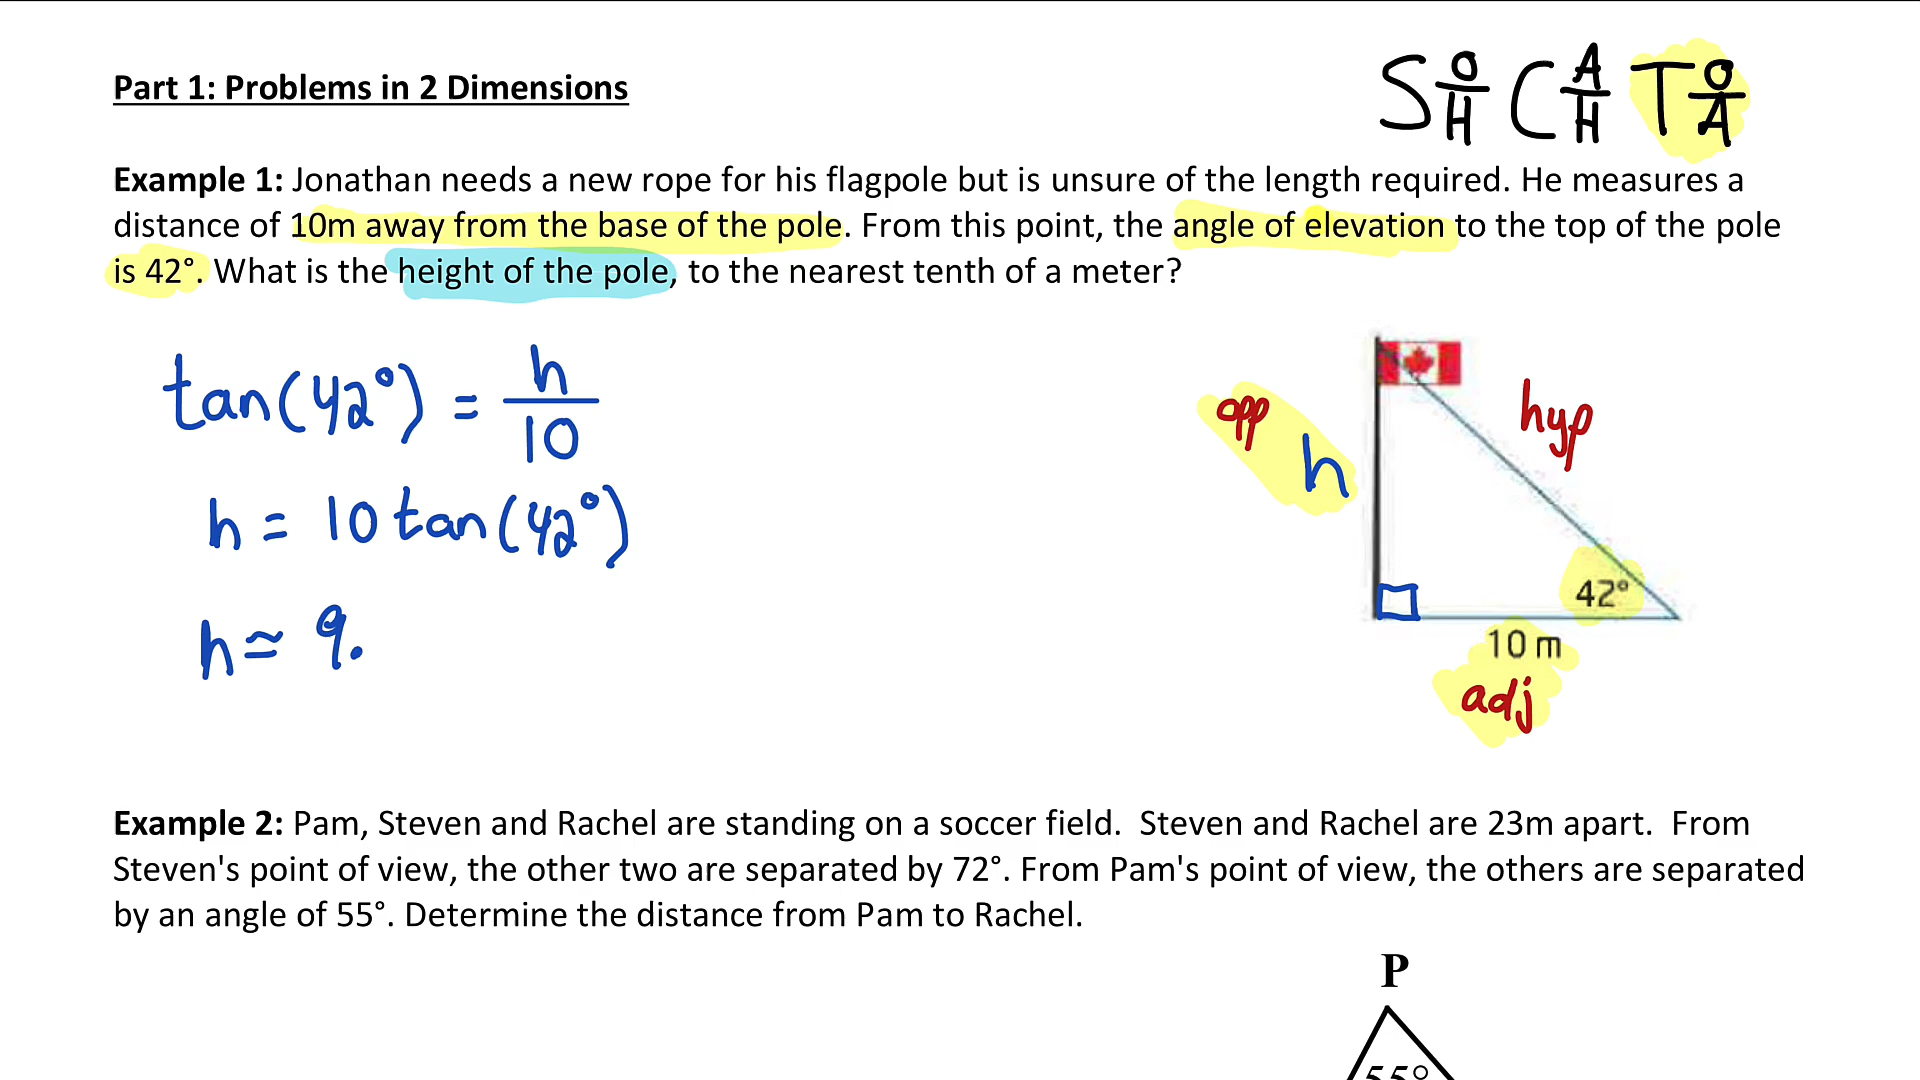 Part 1: Problems in 2 Dimensions
S O/H C A/H T O/A
Example 1: Jonathan needs a new rope for his flagpole but is unsure of the length required. He measures a
distance of 10m away from the base of the pole. From this point, the angle of elevation to the top of the pole
is 42°. What is the height of the pole, to the nearest tenth of a meter?
tan(42°) = h/10
h = 10 tan(42°)
h ≃ 9.
opp
h
hyp
42°
10 m
adj
Example 2: Pam, Steven and Rachel are standing on a soccer field.  Steven and Rachel are 23m apart.  From
Steven's point of view, the other two are separated by 72°. From Pam's point of view, the others are separated
by an angle of 55°. Determine the distance from Pam to Rachel.
P
55°